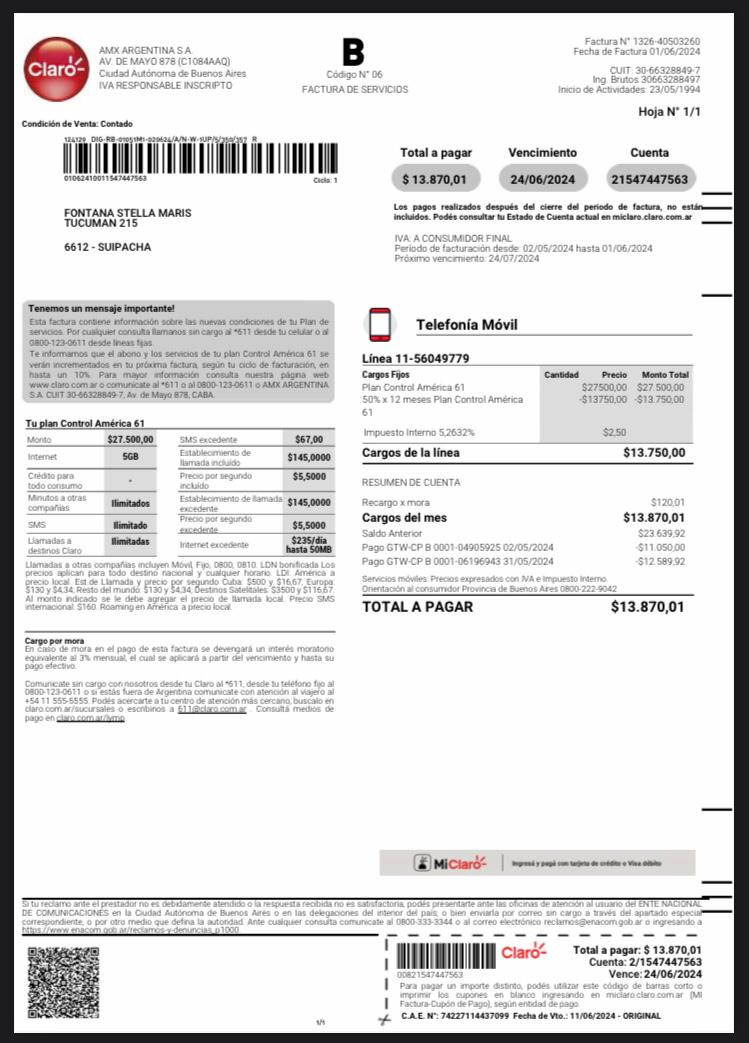 Claro
AMX ARGENTINA S.A.
AV. DE MAYO 878 (C1084AAQ)
Ciudad Autónoma de Buenos Aires
IVA RESPONSABLE INSCRIPTO
B
Código N° 06
FACTURA DE SERVICIOS
Factura N° 1326-40503260
Fecha de Factura 01/06/2024
CUIT: 30-66328849-7
Ing. Brutos 30663288497
Inicio de Actividades: 23/05/1994
Hoja N° 1/1
Condición de Venta: Contado
124129 DIG-RB-01051M1-020624/A/N-W-1UP/5/350/357 R
01062410011547447563
Ciclo: 1
FONTANA STELLA MARIS
TUCUMAN 215
6612 - SUIPACHA
Total a pagar Vencimiento Cuenta
$ 13.870,01 24/06/2024 21547447563
Los pagos realizados después del cierre del período de factura, no están
incluidos. Podés consultar tu Estado de Cuenta actual en miclaro.claro.com.ar
IVA: A CONSUMIDOR FINAL
Período de facturación desde: 02/05/2024 hasta 01/06/2024
Próximo vencimiento: 24/07/2024
Tenemos un mensaje importante!
Esta factura contiene información sobre las nuevas condiciones de tu Plan de
servicios. Por cualquier consulta llamanos sin cargo al *611 desde tu celular o al
0800-123-0611 desde líneas fijas.
Te informamos que el abono y los servicios de tu plan Control América 61 se
verán incrementados en tu próxima factura, según tu ciclo de facturación, en
hasta un 10%. Para mayor información consulta nuestra página web
www.claro.com.ar o comunicate al *611 o al 0800-123-0611 o AMX ARGENTINA
S.A. CUIT 30-66328849-7, Av. de Mayo 878, CABA.
Tu plan Control América 61
Monto $27.500,00 SMS excedente $67,00
Internet 5GB Establecimiento de llamada incluído $145,0000
Crédito para todo consumo - Precio por segundo incluído $5,5000
Minutos a otras compañías Ilimitados Establecimiento de llamada excedente $145,0000
SMS Ilimitado Precio por segundo excedente $5,5000
Llamadas a destinos Claro Ilimitadas Internet excedente $235/día hasta 50MB
Llamadas a otras compañías incluyen Móvil, Fijo, 0800, 0810. LDN bonificada Los
precios aplican para todo destino nacional y cualquier horario. LDI: América a
precio local. Est de Llamada y precio por segundo Cuba: $500 y $16,67; Europa:
$130 y $4,34; Resto del mundo: $130 y $4,34; Destinos Satelitales: $3500 y $116,67.
Al monto indicado se le debe agregar el precio de llamada local. Precio SMS
internacional: $160. Roaming en América: a precio local.
Cargo por mora
En caso de mora en el pago de esta factura se devengará un interés moratorio
equivalente al 3% mensual, el cual se aplicará a partir del vencimiento y hasta su
pago efectivo.
Comunicate sin cargo con nosotros desde tu Claro al *611, desde tu teléfono fijo al
0800-123-0611 o si estás fuera de Argentina comunicate con atención al viajero al
+54 11 555-5555. Podés acercarte a tu centro de atención más cercano, buscalo en
claro.com.ar/sucursales o escribinos a 611@claro.com.ar . Consultá medios de
pago en claro.com.ar/lymp
Telefonía Móvil
Línea 11-56049779
Cargos Fijos Cantidad Precio Monto Total
Plan Control América 61 $27500,00 $27.500,00
50% x 12 meses Plan Control América -$13750,00 -$13.750,00
61
Impuesto Interno 5,2632% $2,50
Cargos de la línea $13.750,00
RESUMEN DE CUENTA
Recargo x mora $120,01
Cargos del mes $13.870,01
Saldo Anterior $23.639,92
Pago GTW-CP B 0001-04905925 02/05/2024 -$11.050,00
Pago GTW-CP B 0001-06196943 31/05/2024 -$12.589,92
Servicios móviles: Precios expresados con IVA e Impuesto Interno.
Orientación al consumidor Provincia de Buenos Aires 0800-222-9042
TOTAL A PAGAR $13.870,01
MiClaro Ingresá y pagá con tarjeta de crédito o Visa débito
Si tu reclamo ante el prestador no es debidamente atendido o la respuesta recibida no es satisfactoria, podés presentarte ante las oficinas de atención al usuario del ENTE NACIONAL
DE COMUNICACIONES en la Ciudad Autónoma de Buenos Aires o en las delegaciones del interior del país; o bien enviarla por correo sin cargo a través del apartado especial
correspondiente, o por otro medio que defina la autoridad. Ante cualquier consulta comunicate al 0800-333-3344 o al correo electrónico reclamos@enacom.gob.ar o ingresando a
https://www.enacom.gob.ar/reclamos-y-denuncias_p1000.
1/1
00821547447563
Claro
Total a pagar: $ 13.870,01
Cuenta: 2/1547447563
Vence: 24/06/2024
Para pagar un importe distinto, podés utilizar este código de barras corto o
imprimir los cupones en blanco ingresando en miclaro.claro.com.ar (MI
Factura-Cupón de Pago), según entidad de pago.
C.A.E. N°: 74227114437099 Fecha de Vto.: 11/06/2024 - ORIGINAL